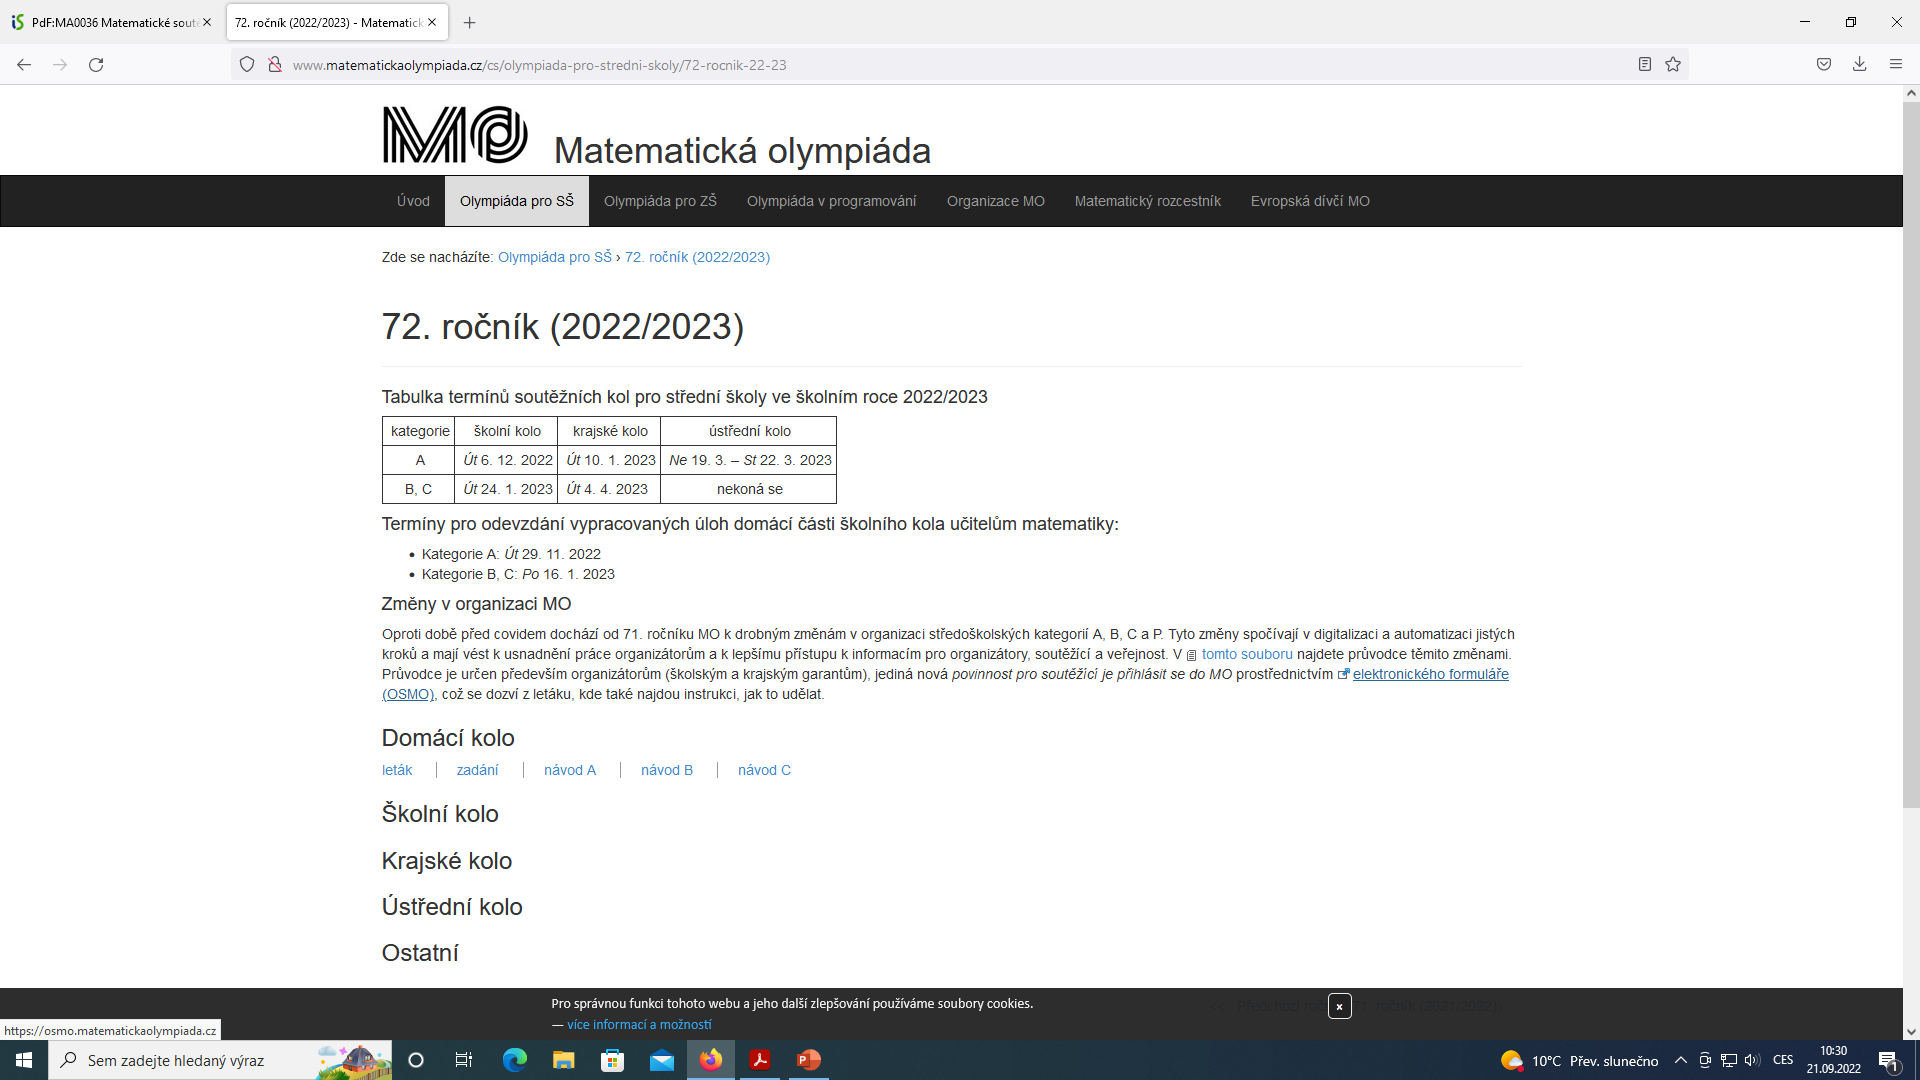 PdF:MA0036 Matematické sout
72. ročník (2022/2023) - Matematick
www.matematickaolympiada.cz/cs/olympiada-pro-stredni-skoly/72-rocnik-22-23
MO Matematická olympiáda
Úvod Olympiáda pro SŠ Olympiáda pro ZŠ Olympiáda v programování Organizace MO Matematický rozcestník Evropská dívčí MO
Zde se nacházíte: Olympiáda pro SŠ › 72. ročník (2022/2023)
72. ročník (2022/2023)
Tabulka termínů soutěžních kol pro střední školy ve školním roce 2022/2023
kategorie školní kolo krajské kolo ústřední kolo
A Út 6. 12. 2022 Út 10. 1. 2023 Ne 19. 3. – St 22. 3. 2023
B, C Út 24. 1. 2023 Út 4. 4. 2023 nekoná se
Termíny pro odevzdání vypracovaných úloh domácí části školního kola učitelům matematiky:
• Kategorie A: Út 29. 11. 2022
• Kategorie B, C: Po 16. 1. 2023
Změny v organizaci MO
Oproti době před covidem dochází od 71. ročníku MO k drobným změnám v organizaci středoškolských kategorií A, B, C a P. Tyto změny spočívají v digitalizaci a automatizaci jistých
kroků a mají vést k usnadnění práce organizátorům a k lepšímu přístupu k informacím pro organizátory, soutěžící a veřejnost. V tomto souboru najdete průvodce těmito změnami.
Průvodce je určen především organizátorům (školským a krajským garantům), jediná nová povinnost pro soutěžící je přihlásit se do MO prostřednictvím elektronického formuláře
(OSMO), což se dozví z letáku, kde také najdou instrukci, jak to udělat.
Domácí kolo
leták zadání návod A návod B návod C
Školní kolo
Krajské kolo
Ústřední kolo
Ostatní
Pro správnou funkci tohoto webu a jeho další zlepšování používáme soubory cookies.
— více informací a možností
https://osmo.matematickaolympiada.cz
Sem zadejte hledaný výraz
10°C Přev. slunečno
CES
10:30
21.09.2022
1